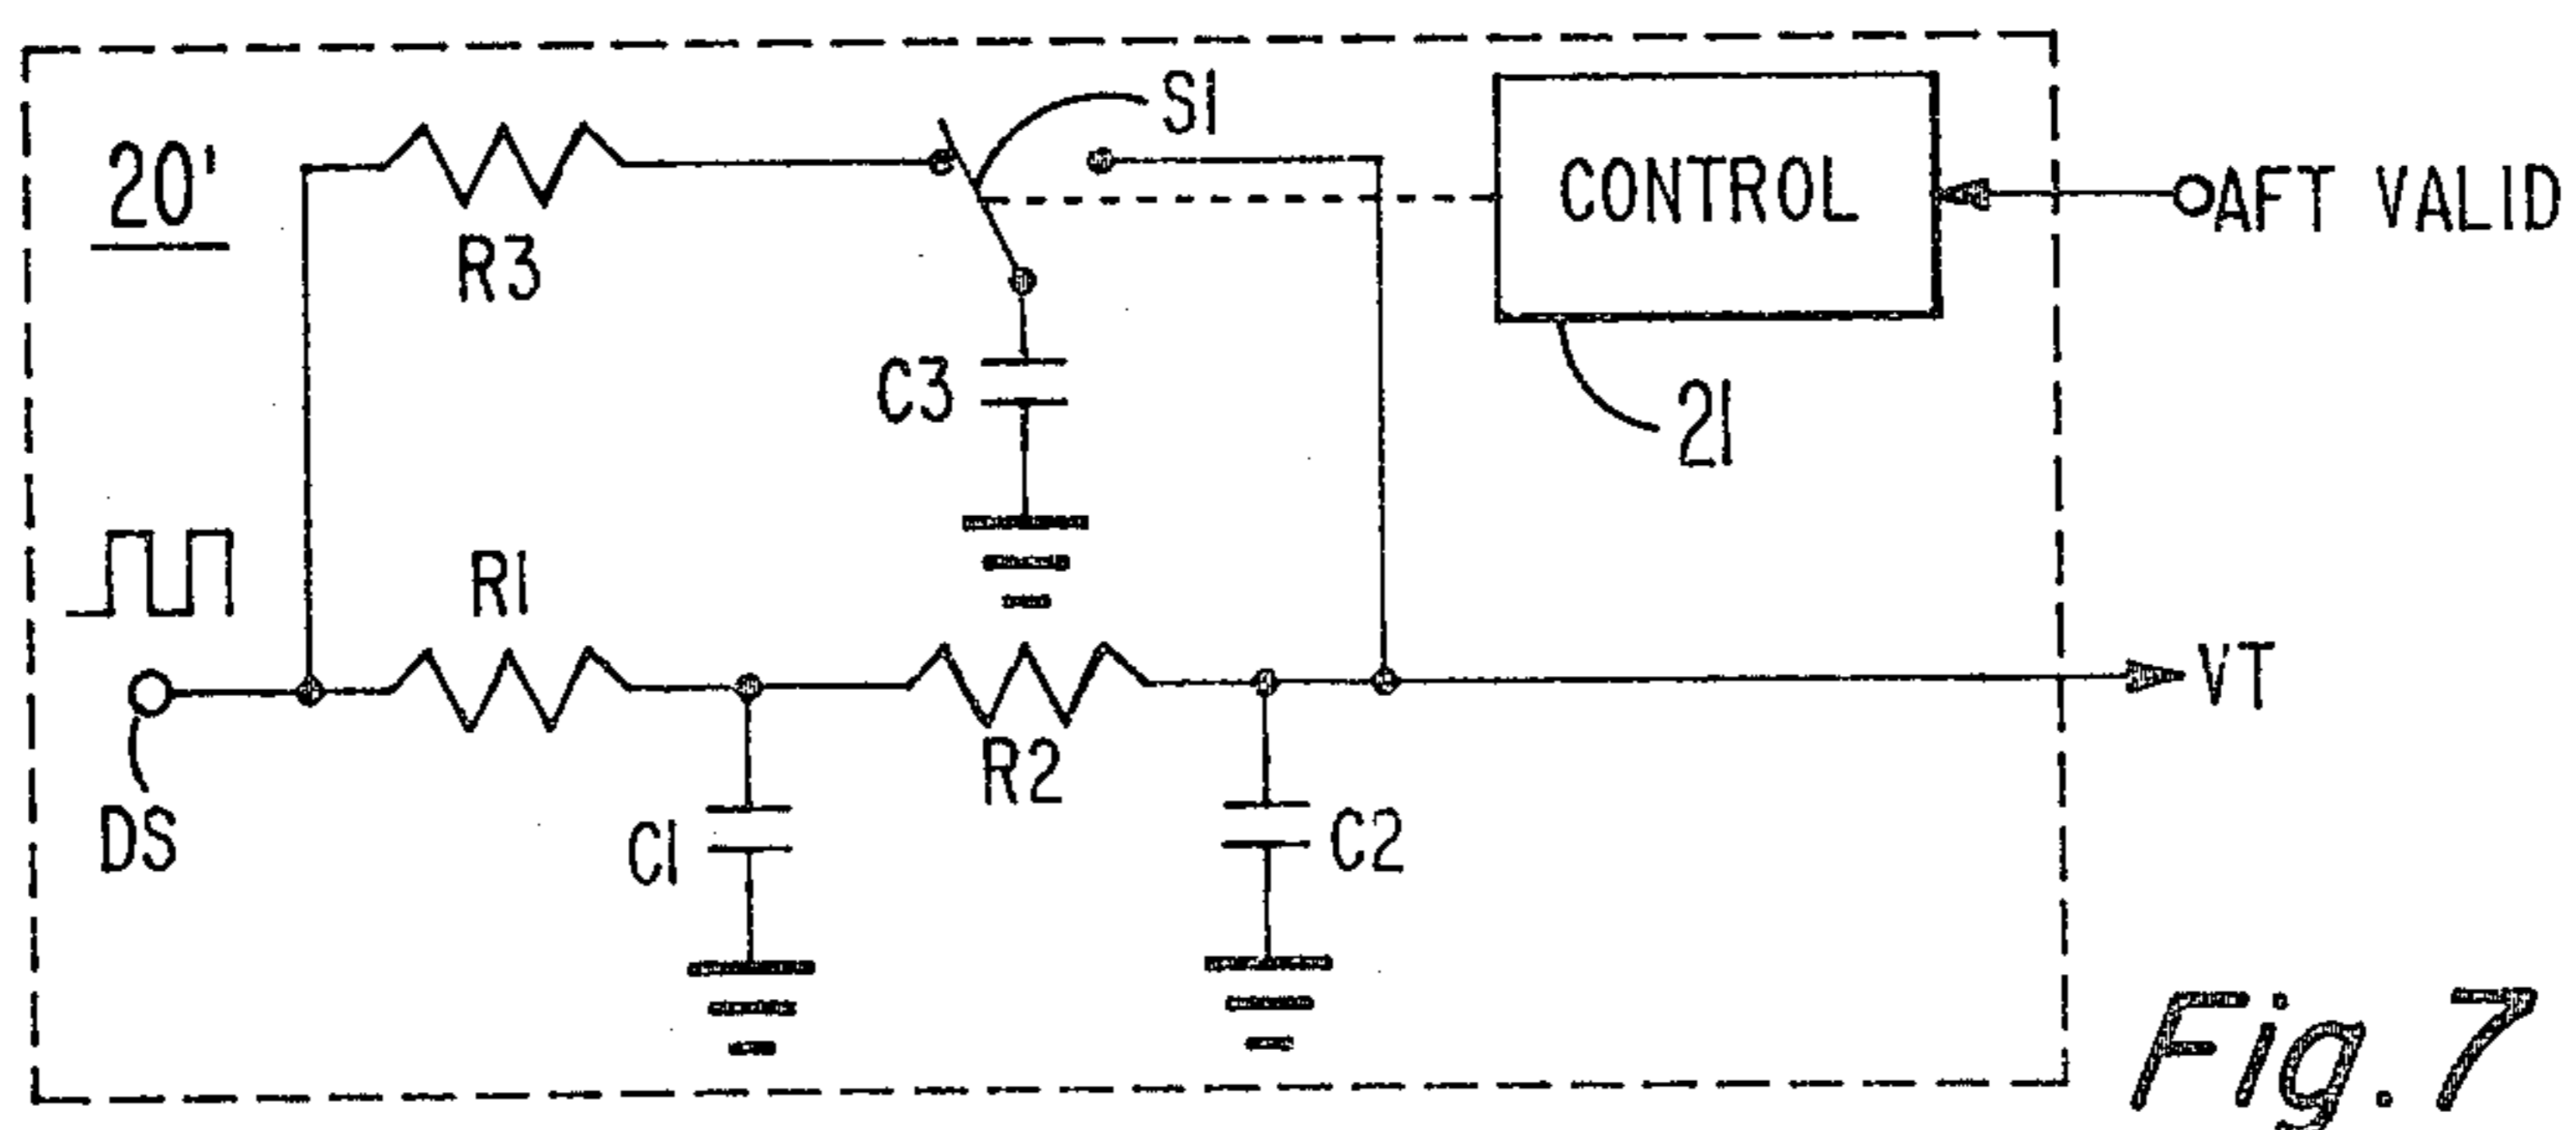 S1
20'
CONTROL
AFT VALID
R3
C3
21
R1
VT
R2
DS
C1
C2
Fig. 7